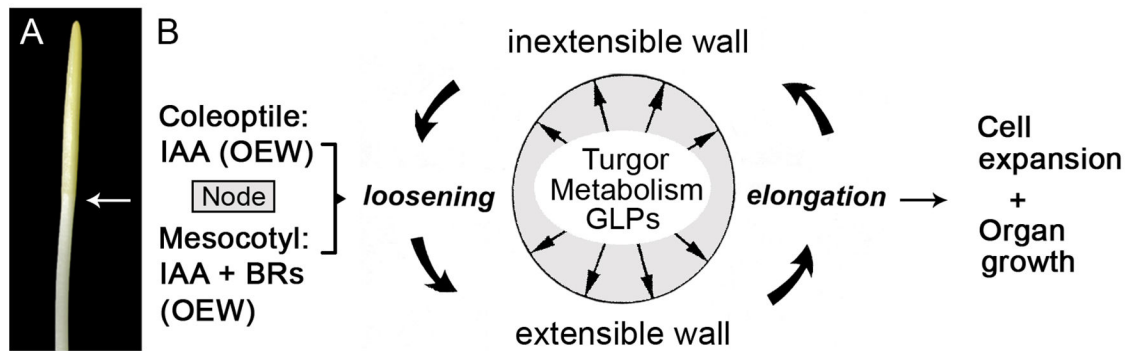 A
B
Coleoptile:
IAA (OEW)
Node
Mesocotyl:
IAA + BRs
(OEW)
loosening
inextensible wall
Turgor
Metabolism
GLPs
extensible wall
elongation
Cell
expansion
+
Organ
growth